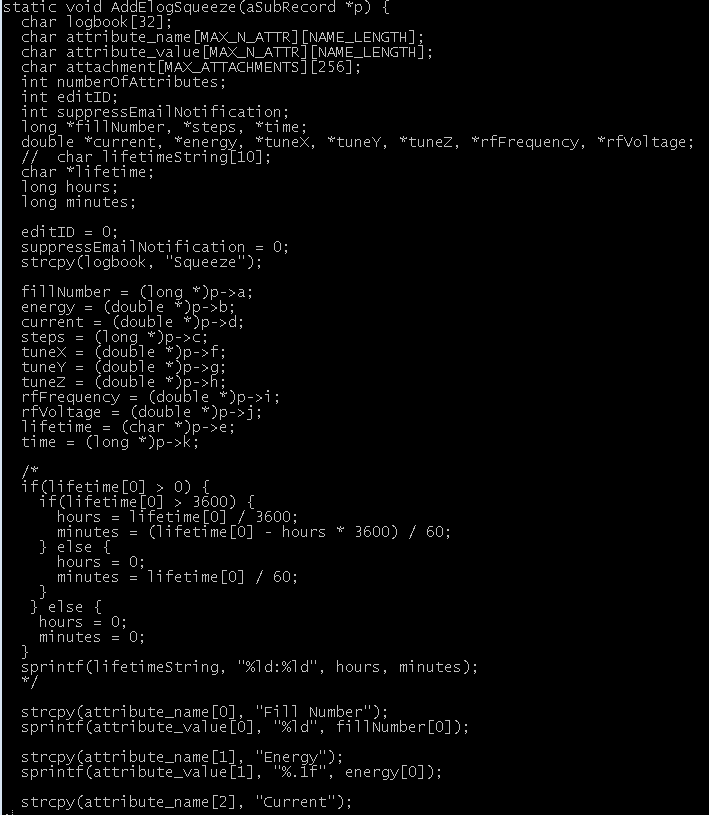 static void AddElogSqueeze(aSubRecord *p) {
  char logbook[32];
  char attribute_name[MAX_N_ATTR][NAME_LENGTH];
  char attribute_value[MAX_N_ATTR][NAME_LENGTH];
  char attachment[MAX_ATTACHMENTS][256];
  int numberOfAttributes;
  int editID;
  int suppressEmailNotification;
  long *fillNumber, *steps, *time;
  double *current, *energy, *tuneX, *tuneY, *tuneZ, *rfFrequency, *rfVoltage;
  //  char lifetimeString[10];
  char *lifetime;
  long hours;
  long minutes;

  editID = 0;
  suppressEmailNotification = 0;
  strcpy(logbook, "Squeeze");

  fillNumber = (long *)p->a;
  energy = (double *)p->b;
  current = (double *)p->d;
  steps = (long *)p->c;
  tuneX = (double *)p->f;
  tuneY = (double *)p->g;
  tuneZ = (double *)p->h;
  rfFrequency = (double *)p->i;
  rfVoltage = (double *)p->j;
  lifetime = (char *)p->e;
  time = (long *)p->k;

  /*
  if(lifetime[0] > 0) {
    if(lifetime[0] > 3600) {
      hours = lifetime[0] / 3600;
      minutes = (lifetime[0] - hours * 3600) / 60;
    } else {
      hours = 0;
      minutes = lifetime[0] / 60;
    }
   } else {
    hours = 0;
    minutes = 0;
  }
  sprintf(lifetimeString, "%ld:%ld", hours, minutes);
  */

  strcpy(attribute_name[0], "Fill Number");
  sprintf(attribute_value[0], "%ld", fillNumber[0]);

  strcpy(attribute_name[1], "Energy");
  sprintf(attribute_value[1], "%.1f", energy[0]);

  strcpy(attribute_name[2], "Current");